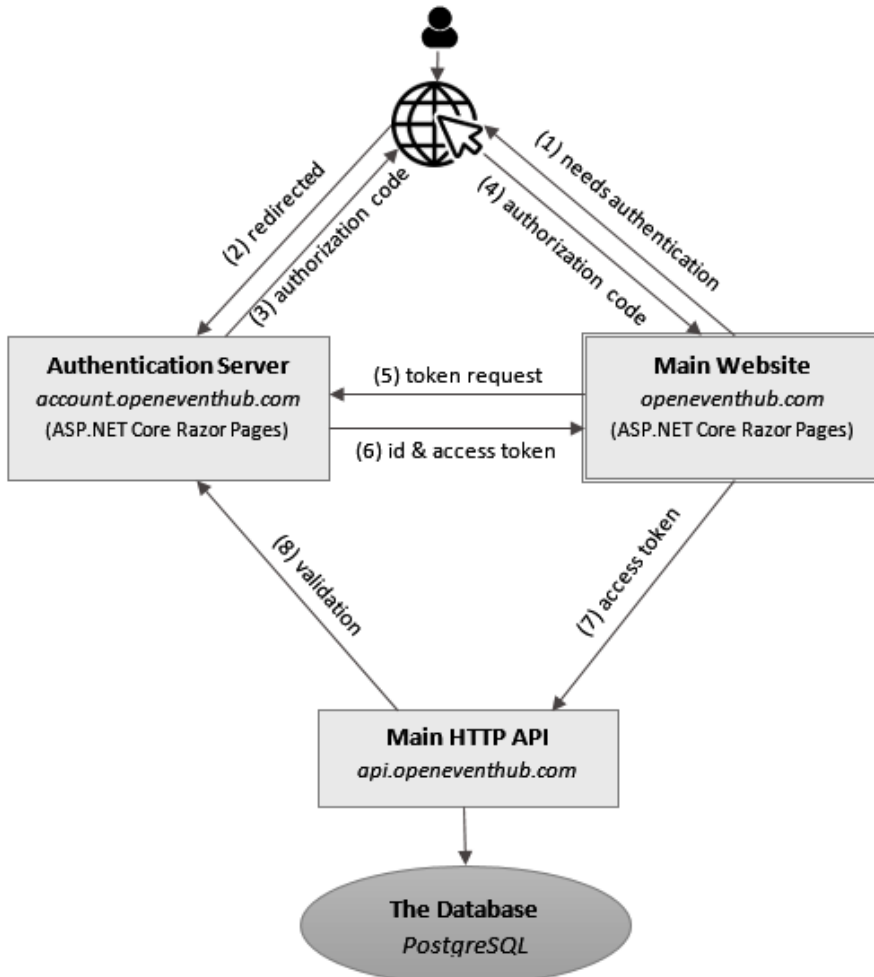 (1) needs authentication
(2) redirected
(3) authorization code
(4) authorization code
Authentication Server
account.openeventhub.com
(ASP.NET Core Razor Pages)
(5) token request
(6) id & access token
Main Website
openeventhub.com
(ASP.NET Core Razor Pages)
(7) access token
(8) validation
Main HTTP API
api.openeventhub.com
The Database
PostgreSQL